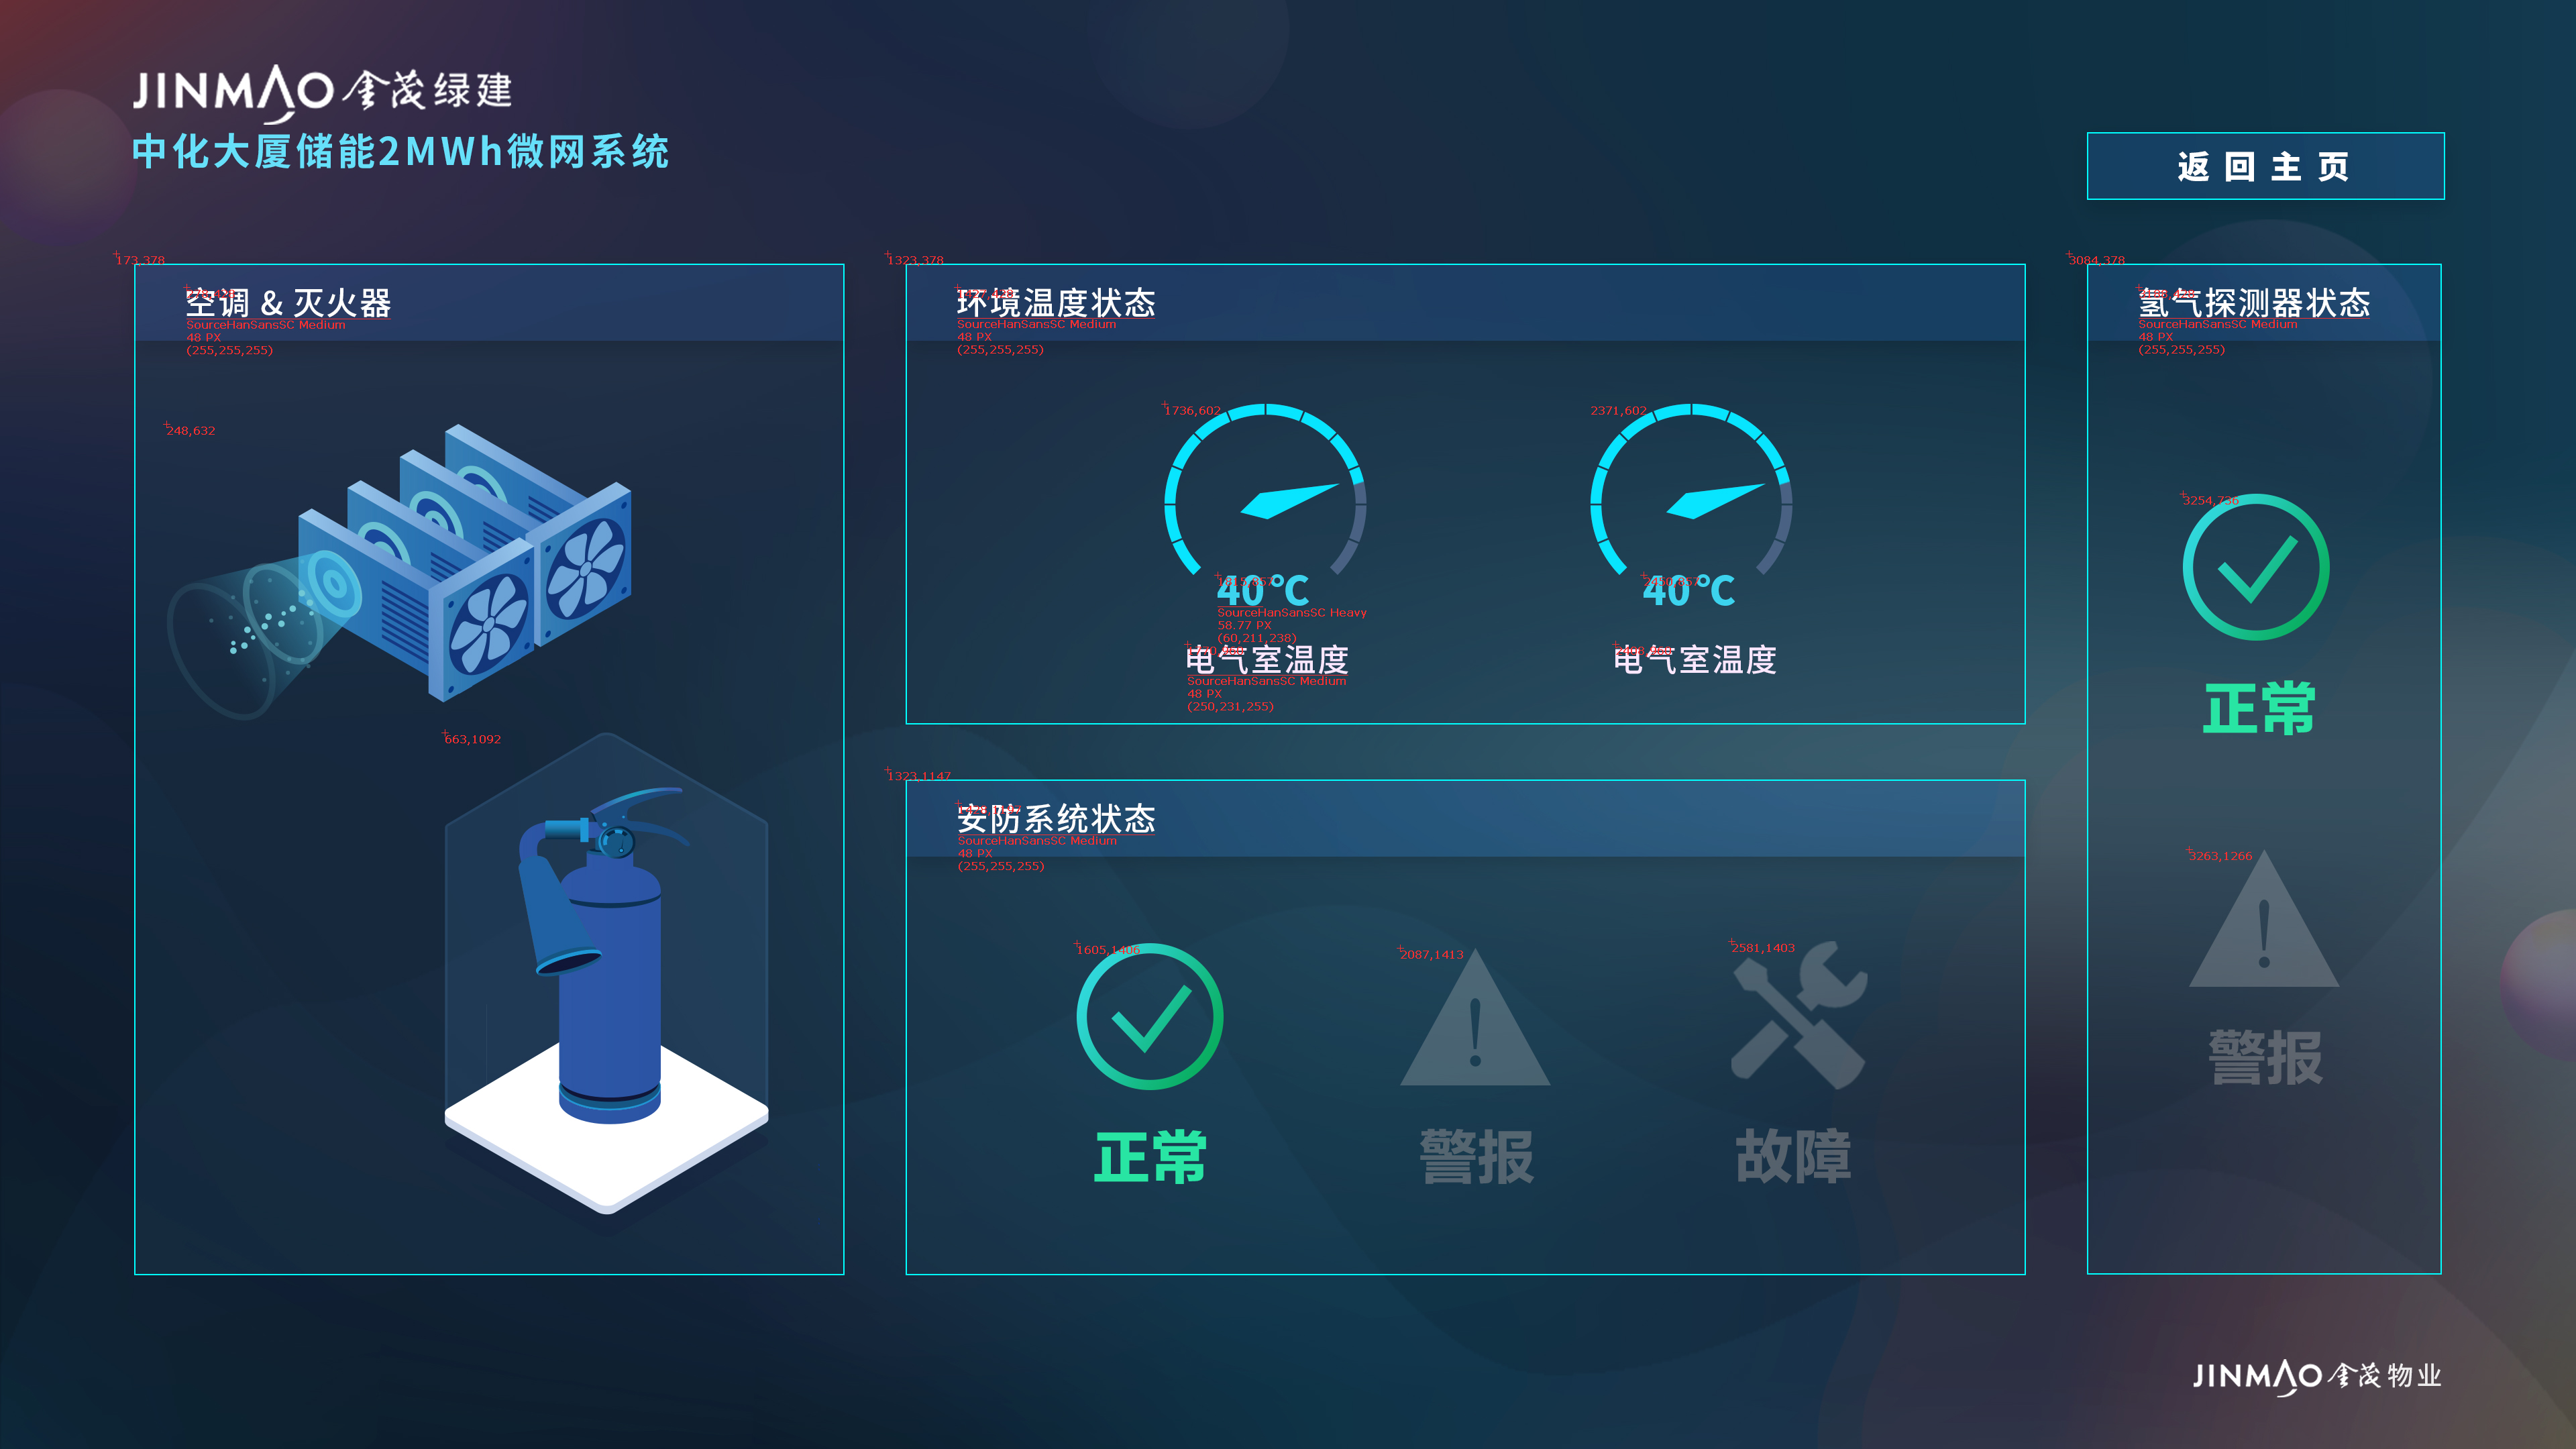 JINMAO 金茂绿建
中化大厦储能2MWh微网系统
返回主页
173,378
空调 & 灭火器
SourceHanSansSC Medium
48 PX
(255,255,255)
248,632
663,1092
1323,378
环境温度状态
SourceHanSansSC Medium
48 PX
(255,255,255)
1736,602
2371,602
40℃
SourceHanSansSC Heavy
58.77 PX
(60,211,238)
40℃
电气室温度
SourceHanSansSC Medium
48 PX
(250,231,255)
电气室温度
1323,1147
安防系统状态
SourceHanSansSC Medium
48 PX
(255,255,255)
1605,1406
2087,1413
2581,1403
正常
警报
故障
3084,378
氢气探测器状态
SourceHanSansSC Medium
48 PX
(255,255,255)
3254,736
正常
3263,1266
警报
JINMAO 金茂物业